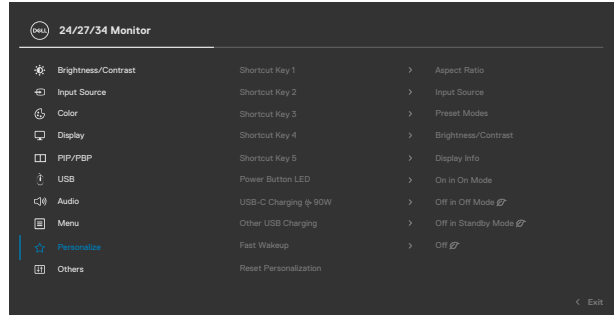 DELL 24/27/34 Monitor
Brightness/Contrast Shortcut Key 1 > Aspect Ratio
Input Source Shortcut Key 2 > Input Source
Color Shortcut Key 3 > Preset Modes
Display Shortcut Key 4 > Brightness/Contrast
PIP/PBP Shortcut Key 5 > Display Info
USB Power Button LED > On in On Mode
Audio USB-C Charging 90W > Off in Off Mode
Menu Other USB Charging > Off in Standby Mode
Personalize Fast Wakeup > Off
Others Reset Personalization
< Exit